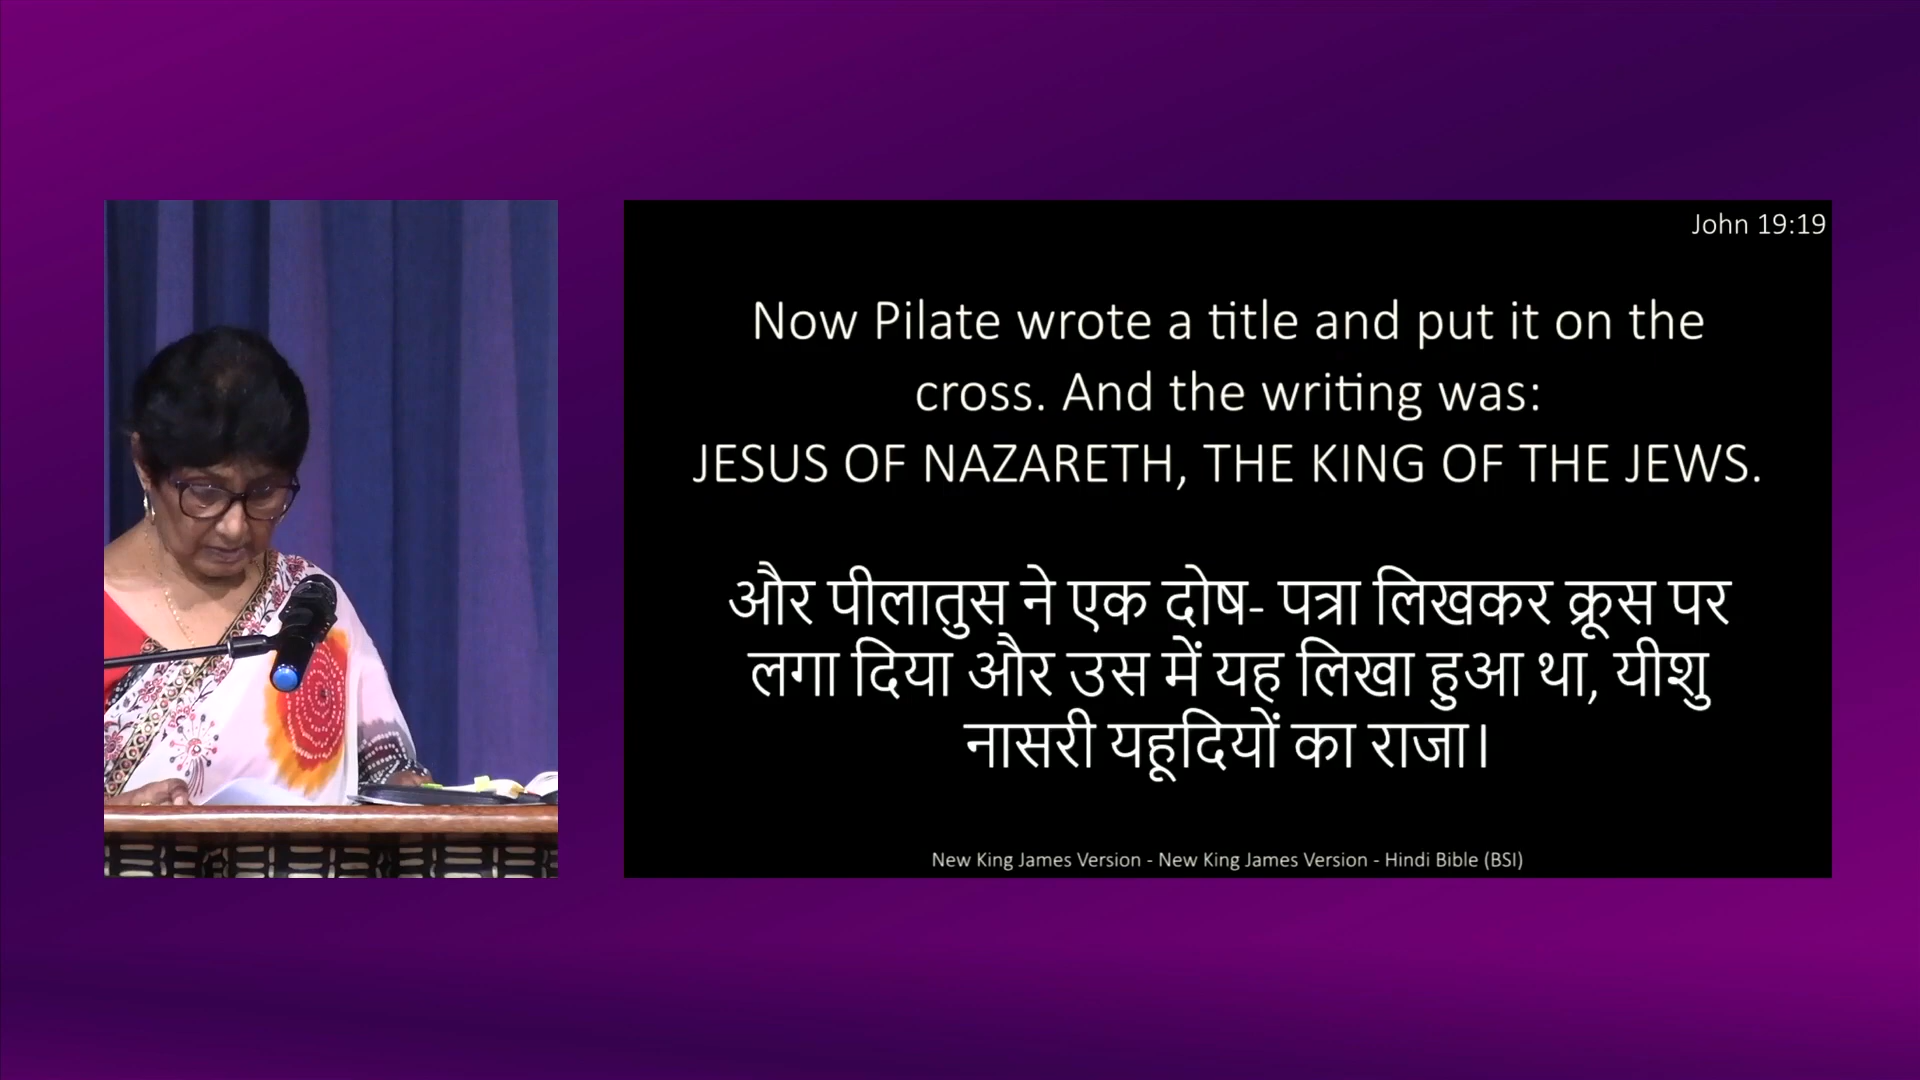 John 19:19
Now Pilate wrote a title and put it on the
cross. And the writing was:
JESUS OF NAZARETH, THE KING OF THE JEWS.
और पीलातुस ने एक दोष- पत्रा लिखकर क्रूस पर
लगा दिया और उस में यह लिखा हुआ था, यीशु
नासरी यहूदियों का राजा।
New King James Version - New King James Version - Hindi Bible (BSI)